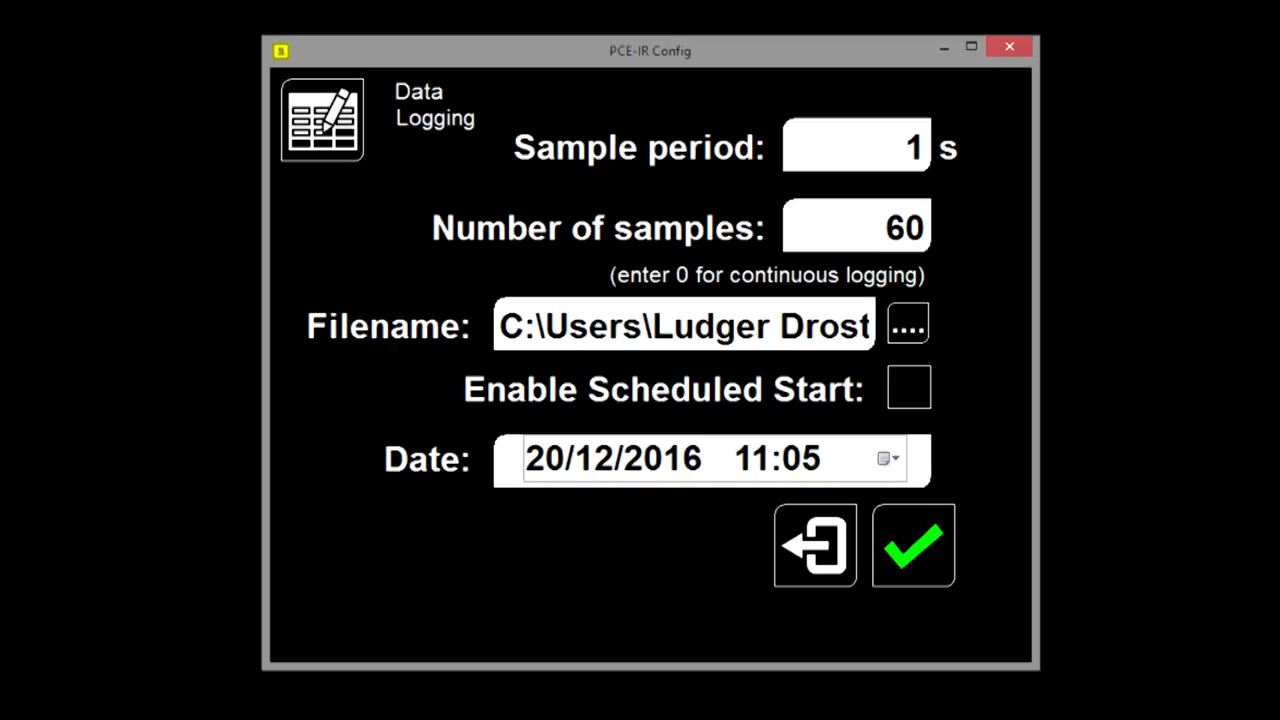 PCE-IR Config
Data
Logging
Sample period: 1 s
Number of samples: 60
(enter 0 for continuous logging)
Filename: C:\Users\Ludger Drost ....
Enable Scheduled Start:
Date: 20/12/2016 11:05